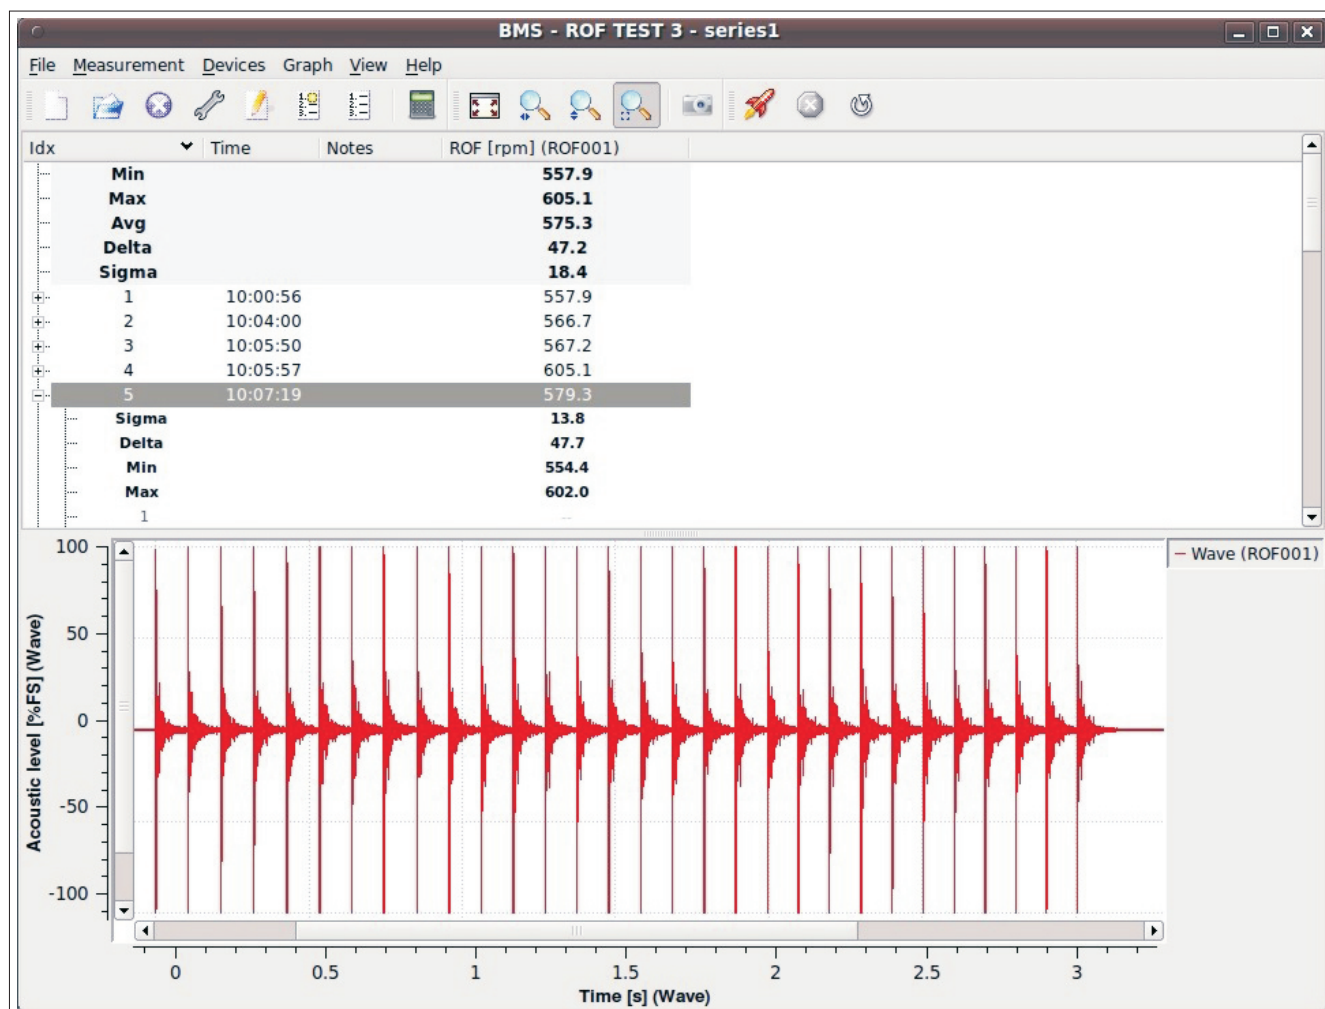 BMS - ROF TEST 3 - series1
File Measurement Devices Graph View Help
Idx Time Notes ROF [rpm] (ROF001)
Min 557.9
Max 605.1
Avg 575.3
Delta 47.2
Sigma 18.4
1 10:00:56 557.9
2 10:04:00 566.7
3 10:05:50 567.2
4 10:05:57 605.1
5 10:07:19 579.3
Sigma 13.8
Delta 47.7
Min 554.4
Max 602.0
1 --
100
50
0
-50
-100
Acoustic level [%FS] (Wave)
Wave (ROF001)
0 0.5 1 1.5 2 2.5 3
Time [s] (Wave)